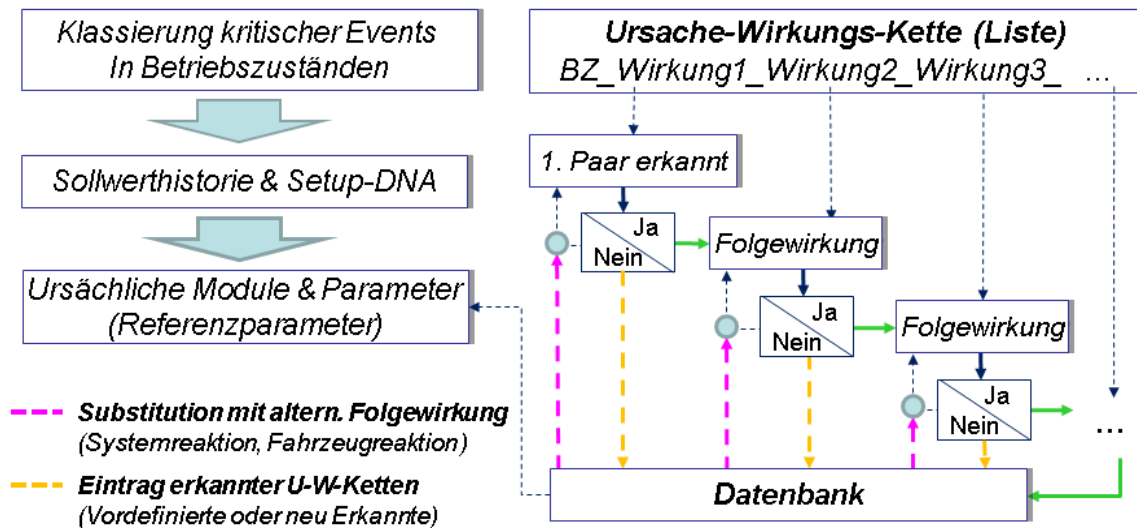 Klassierung kritischer Events
In Betriebszuständen
Sollwerthistorie & Setup-DNA
Ursächliche Module & Parameter
(Referenzparameter)
Substitution mit altern. Folgewirkung
(Systemreaktion, Fahrzeugreaktion)
Eintrag erkannter U-W-Ketten
(Vordefinierte oder neu Erkannte)
Ursache-Wirkungs-Kette (Liste)
BZ_Wirkung1_Wirkung2_Wirkung3_ ...
1. Paar erkannt
Ja
Nein
Folgewirkung
Ja
Nein
Folgewirkung
Ja
Nein
...
Datenbank